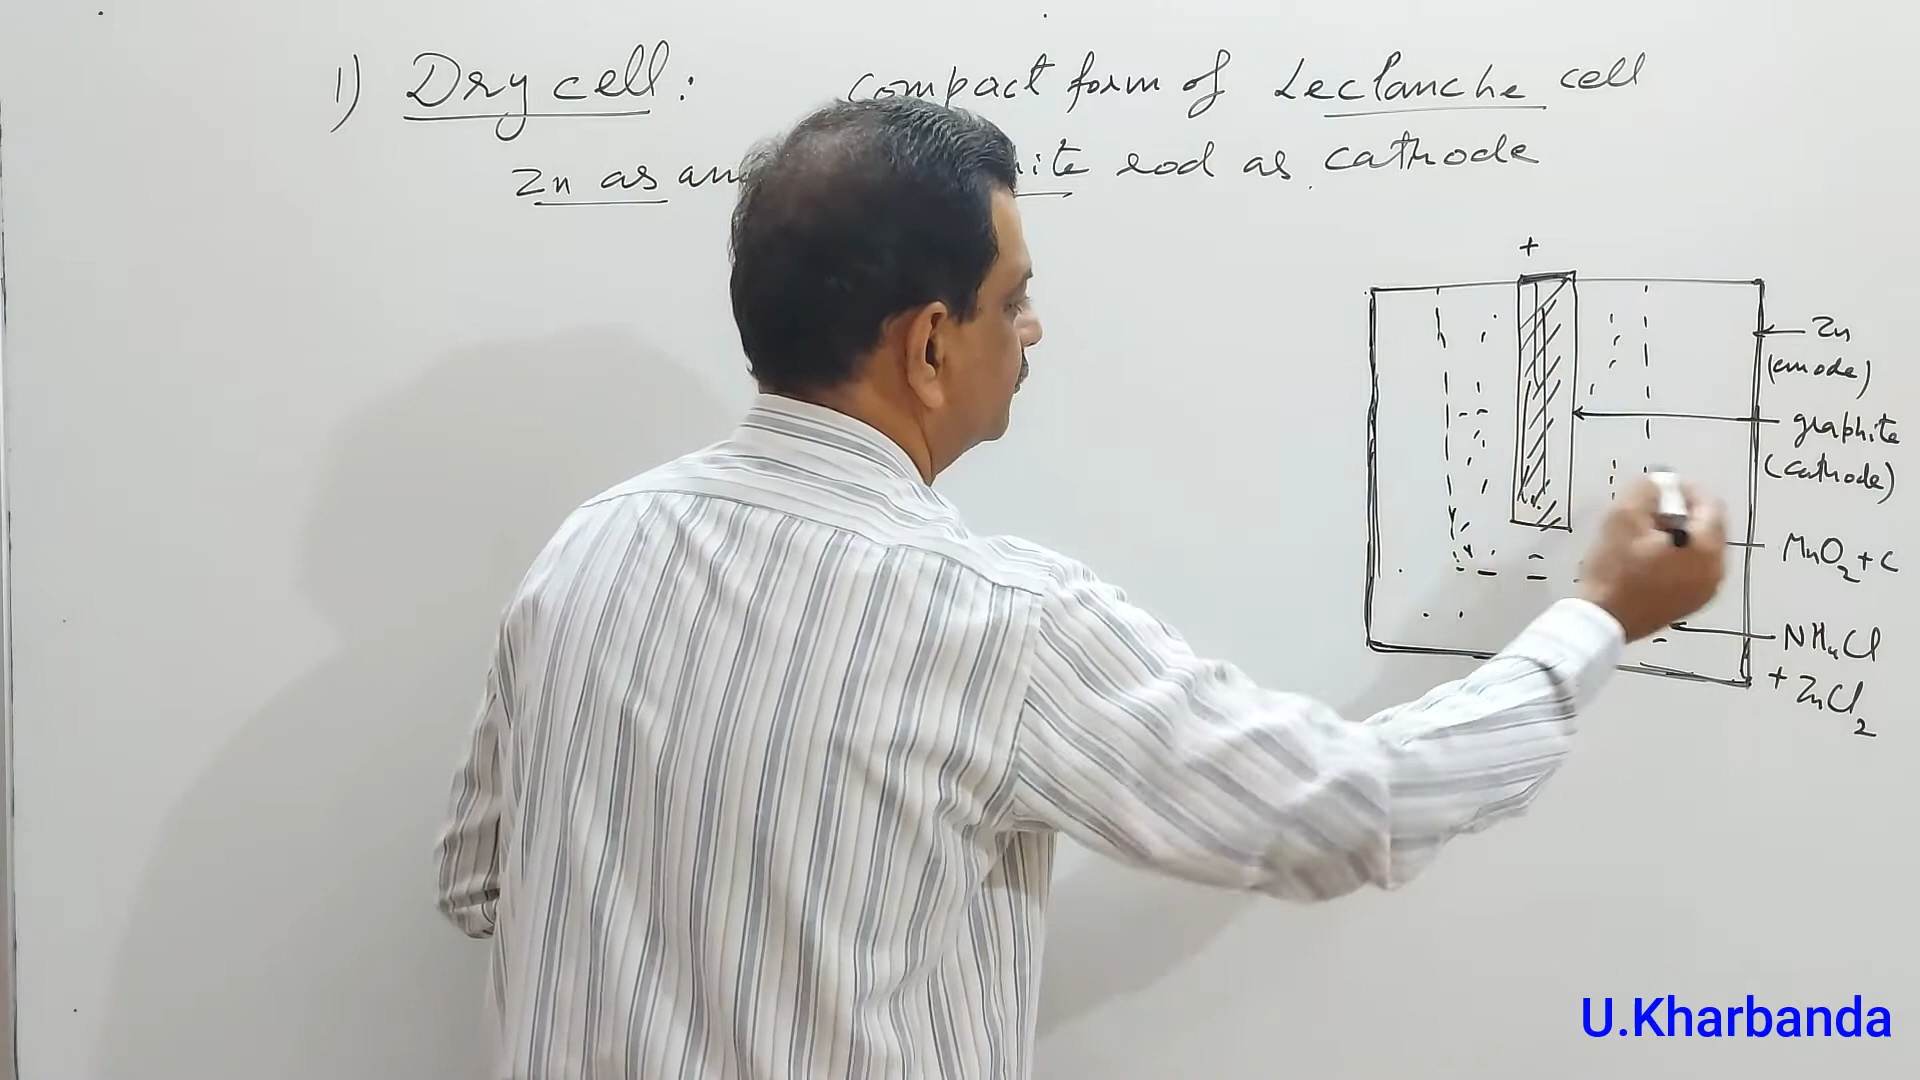 1) Dry cell : compact form of Leclanche cell
Zn as rod as cathode
+
Zn
(anode)
graphite
(cathode)
MnO2 + C
NH4Cl
+ ZnCl2
U.Kharbanda